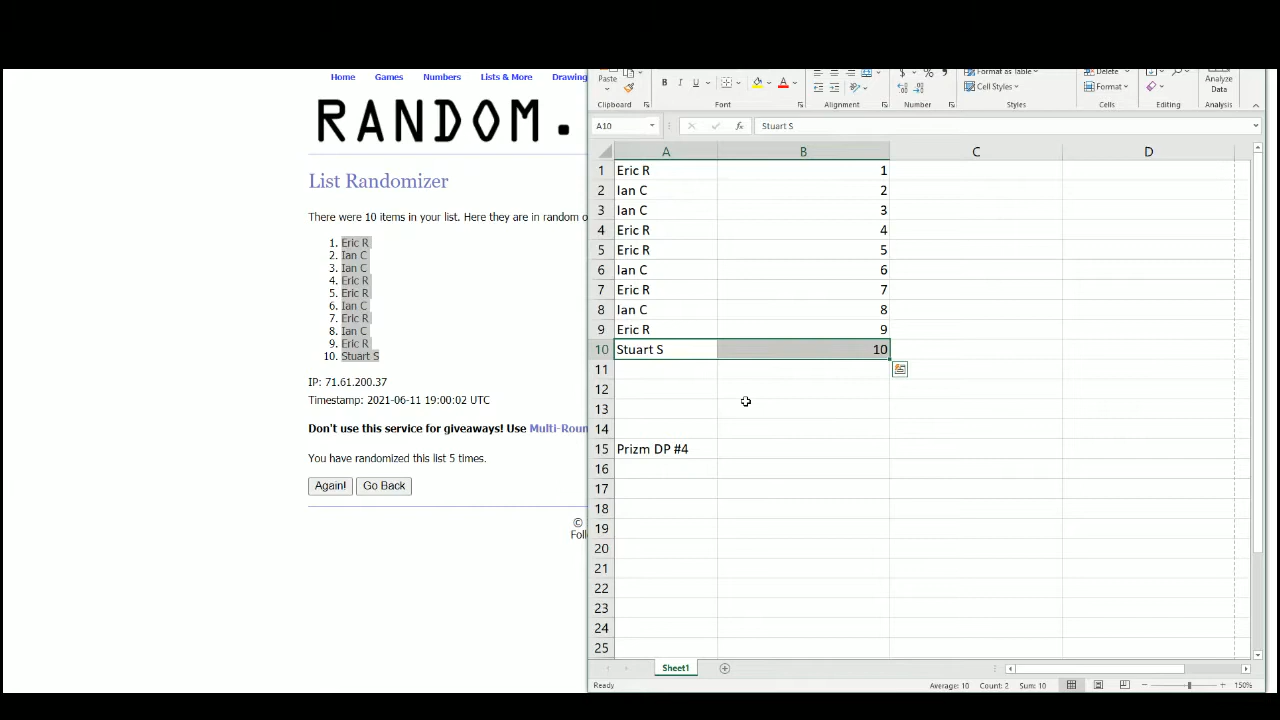 Home Games Numbers Lists & More Drawing
RANDOM.
List Randomizer
There were 10 items in your list. Here they are in random o
1. Eric R
2. Ian C
3. Ian C
4. Eric R
5. Eric R
6. Ian C
7. Eric R
8. Ian C
9. Eric R
10. Stuart S
IP: 71.61.200.37
Timestamp: 2021-06-11 19:00:02 UTC
Don't use this service for giveaways! Use Multi-Roun
You have randomized this list 5 times.
Again! Go Back
©
Foll
Paste B I U A $ % Format as Table Delete Analyze
Cell Styles Format Data
Clipboard Font Alignment Number Styles Cells Editing Analysis
A10 fx Stuart S
A B C D
1 Eric R 1
2 Ian C 2
3 Ian C 3
4 Eric R 4
5 Eric R 5
6 Ian C 6
7 Eric R 7
8 Ian C 8
9 Eric R 9
10 Stuart S 10
11
12
13
14
15 Prizm DP #4
16
17
18
19
20
21
22
23
24
25
Sheet1
Ready Average: 10 Count: 2 Sum: 10 150%